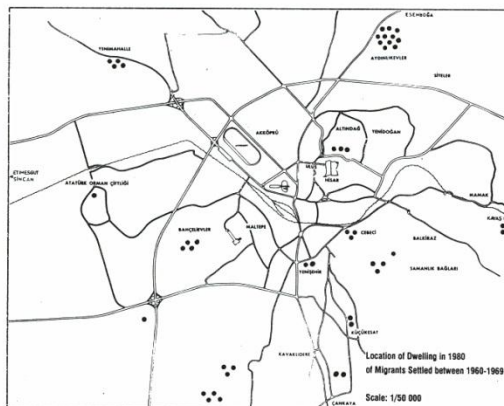 ESENBOĞA
YENİMAHALLE
AYDINLIKEVLER
SİTELER
AKKÖPRÜ
ALTINDAĞ
YENİDOĞAN
ULUS
HİSAR
ETİMESGUT
SİNCAN
ATATÜRK ORMAN ÇİFTLİĞİ
MAMAK
KAYAŞ
BAHÇELİEVLER
MALTEPE
CEBECİ
BALKİRAZ
YENİŞEHİR
SAMANLIK BAĞLARI
KÜÇÜKESAT
KAVAKLIDERE
Location of Dwelling in 1980
of Migrants Settled between 1960-1969
ÇANKAYA
Scale: 1/50 000